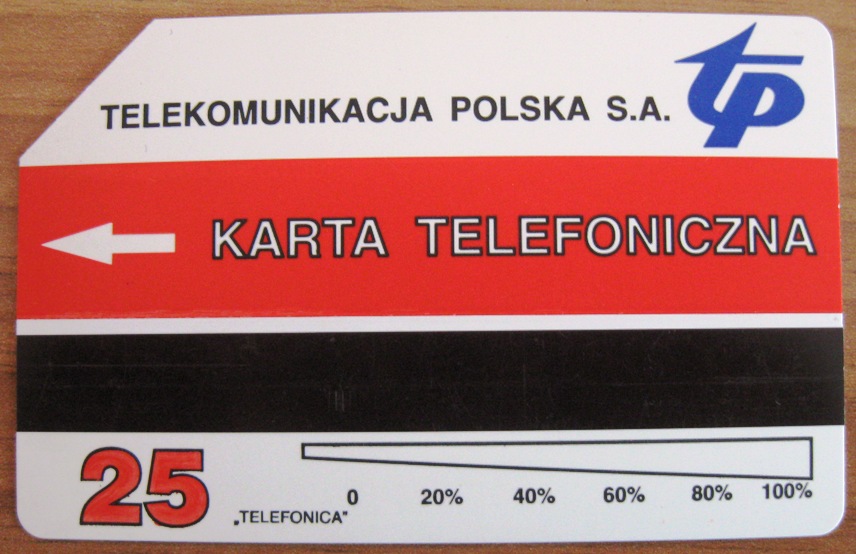 TELEKOMUNIKACJA POLSKA S.A.
tp
KARTA TELEFONICZNA
25
„TELEFONICA"
0 20% 40% 60% 80% 100%